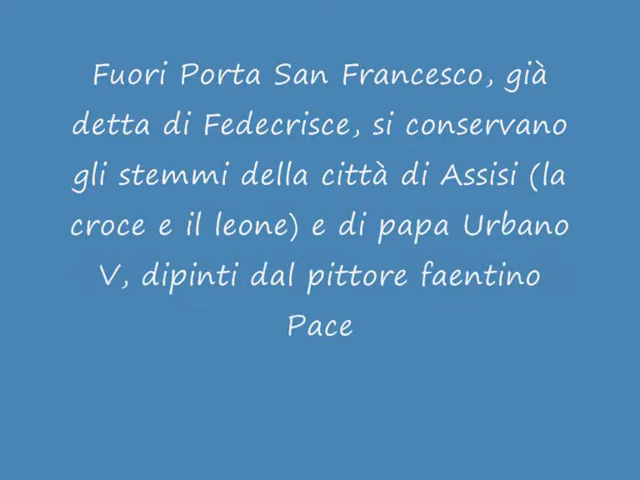 Fuori Porta San Francesco, già
detta di Fedecrisce, si conservano
gli stemmi della città di Assisi (la
croce e il leone) e di papa Urbano
V, dipinti dal pittore faentino
Pace